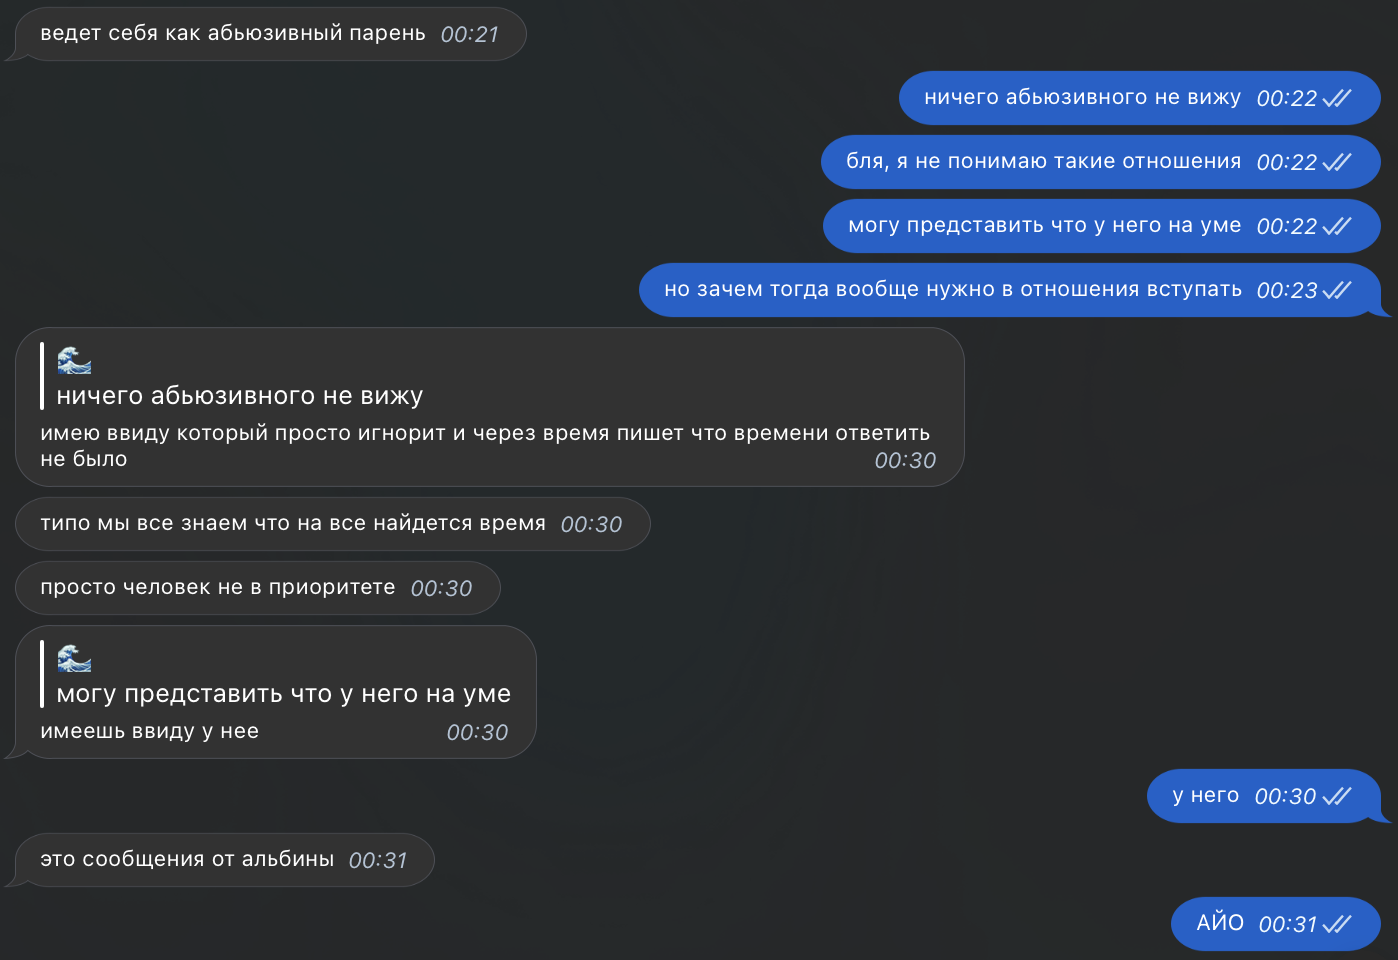 ведет себя как абьюзивный парень 00:21
ничего абьюзивного не вижу 00:22
бля, я не понимаю такие отношения 00:22
могу представить что у него на уме 00:22
но зачем тогда вообще нужно в отношения вступать 00:23
🌊
ничего абьюзивного не вижу
имею ввиду который просто игнорит и через время пишет что времени ответить
не было 00:30
типо мы все знаем что на все найдется время 00:30
просто человек не в приоритете 00:30
🌊
могу представить что у него на уме
имеешь ввиду у нее 00:30
у него 00:30
это сообщения от альбины 00:31
АЙО 00:31